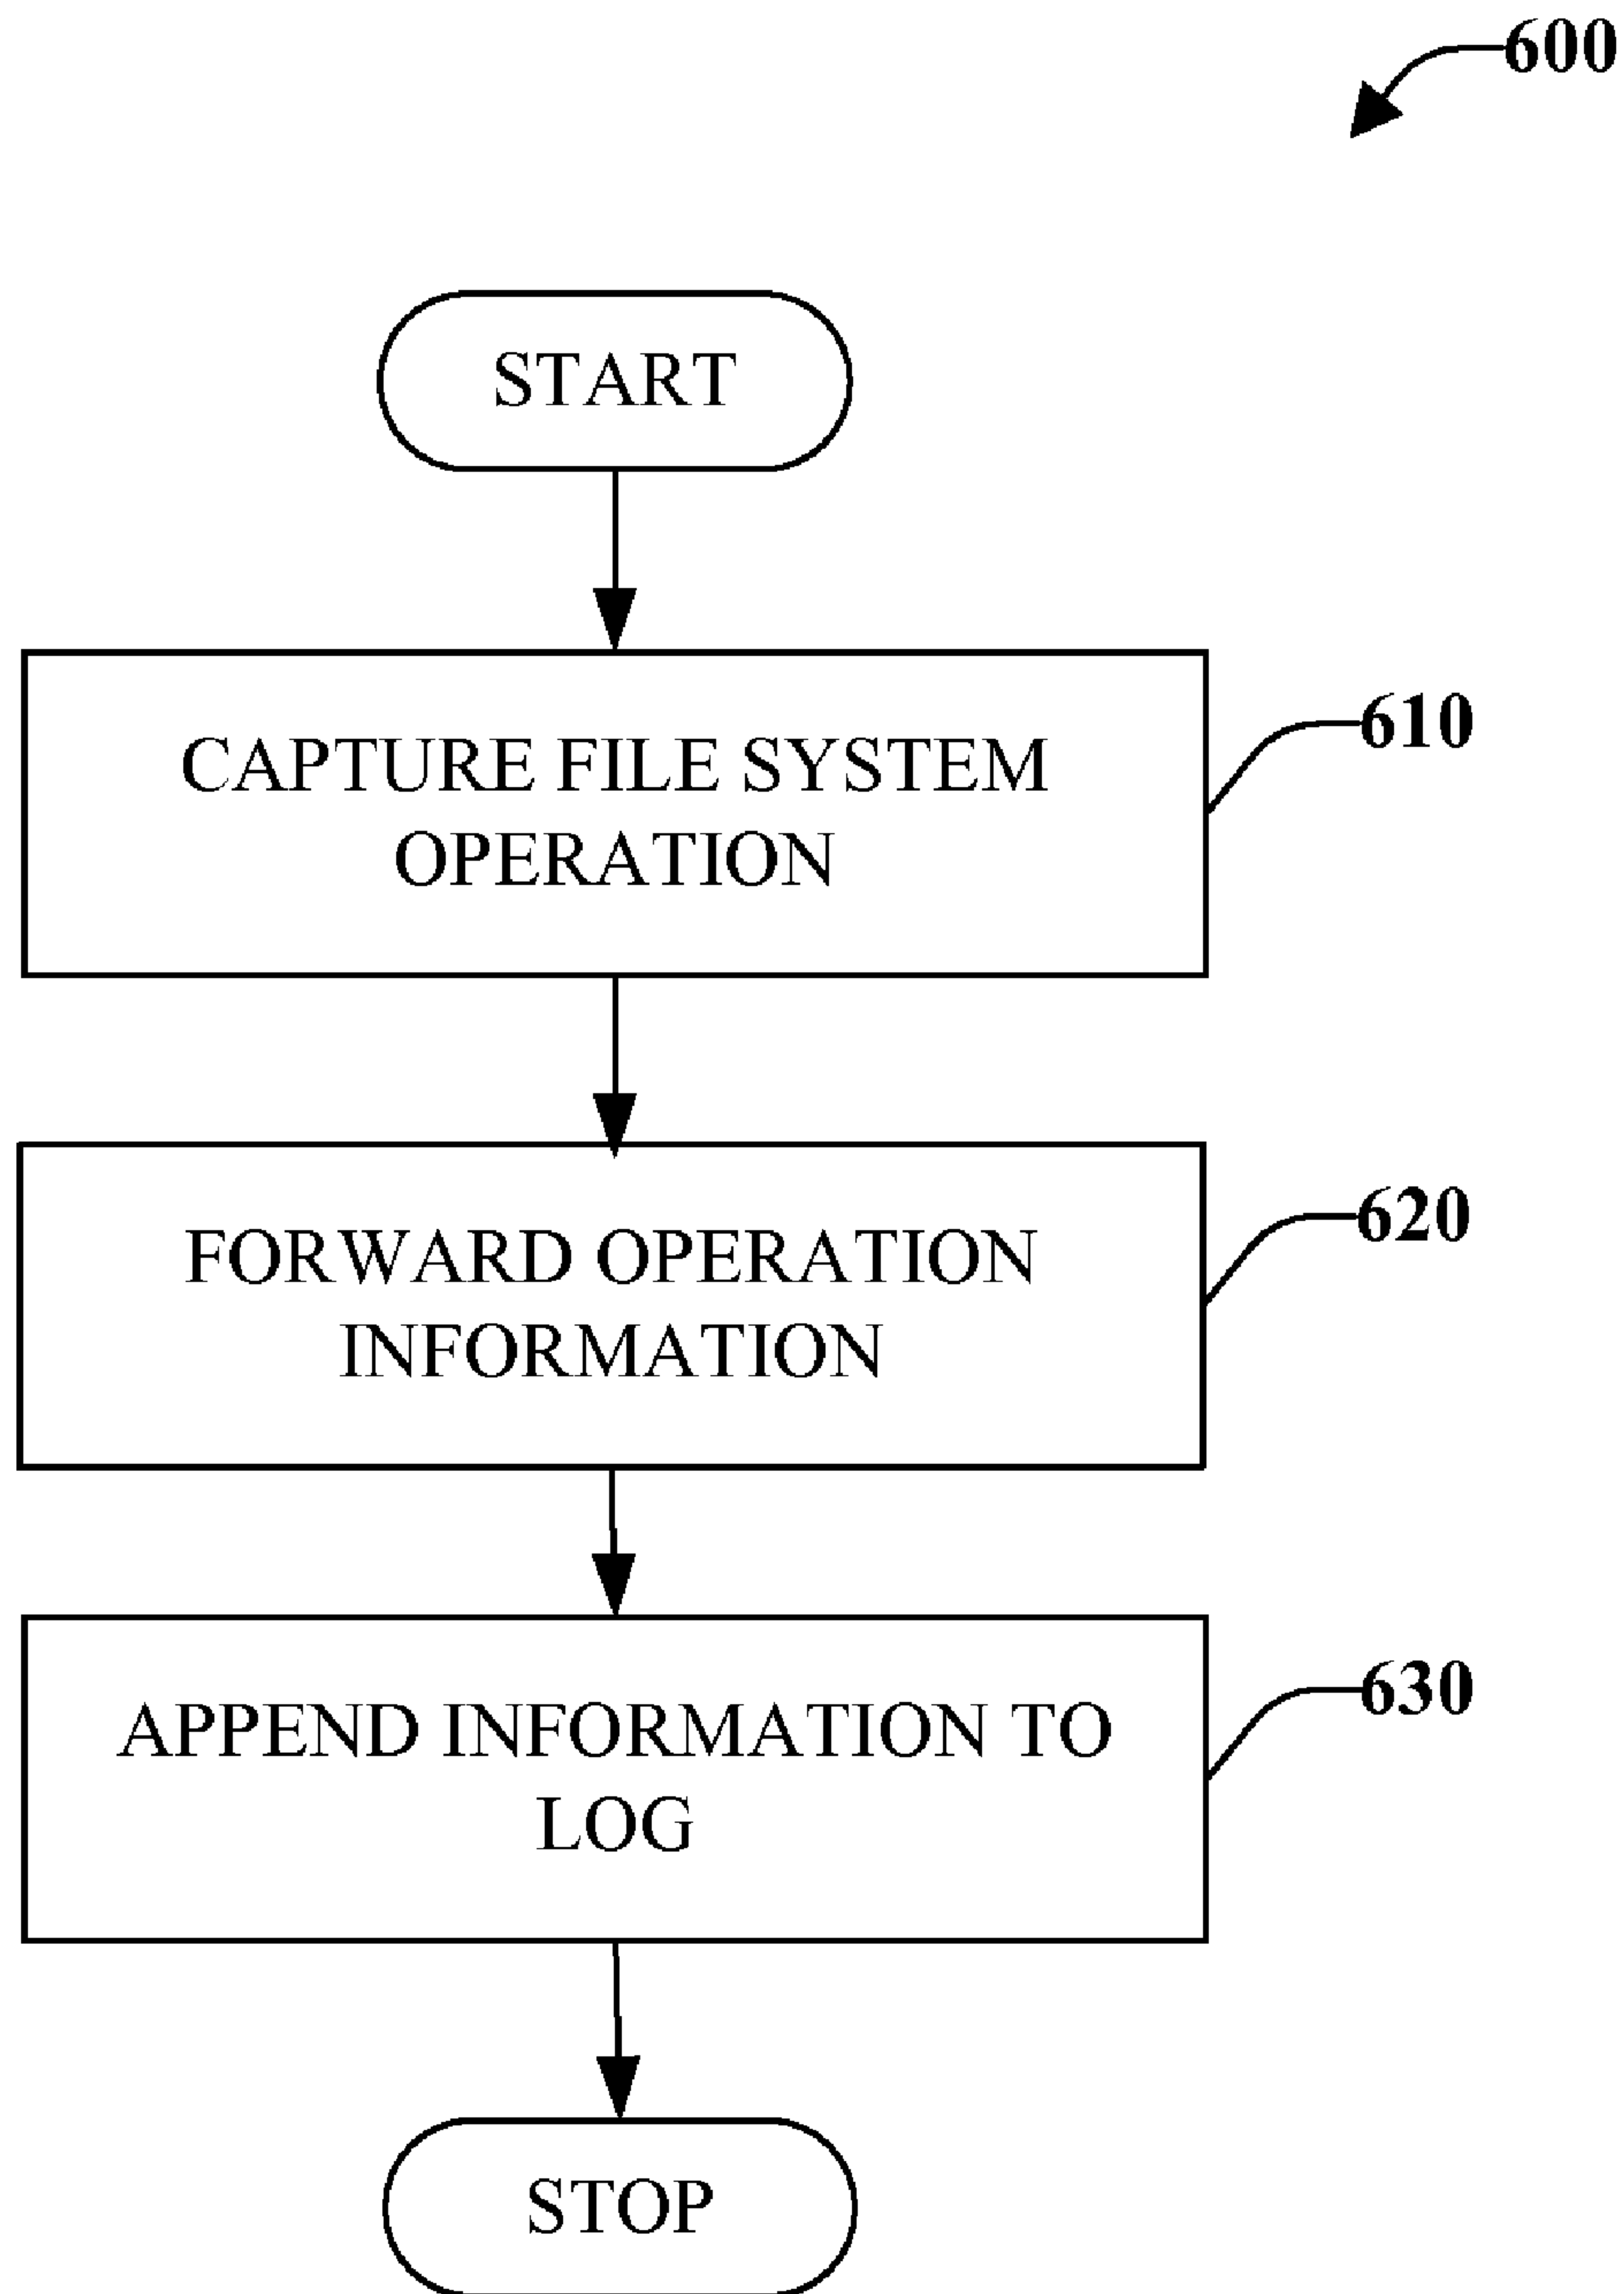 600
START
CAPTURE FILE SYSTEM
OPERATION
610
FORWARD OPERATION
INFORMATION
620
APPEND INFORMATION TO
LOG
630
STOP